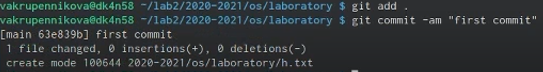 vakrupennikova@dk4n58 ~/lab2/2020-2021/os/laboratory $ git add .
vakrupennikova@dk4n58 ~/lab2/2020-2021/os/laboratory $ git commit -am "first commit"
[main 63e839b] first commit
1 file changed, 0 insertions(+), 0 deletions(-)
create mode 100644 2020-2021/os/laboratory/h.txt